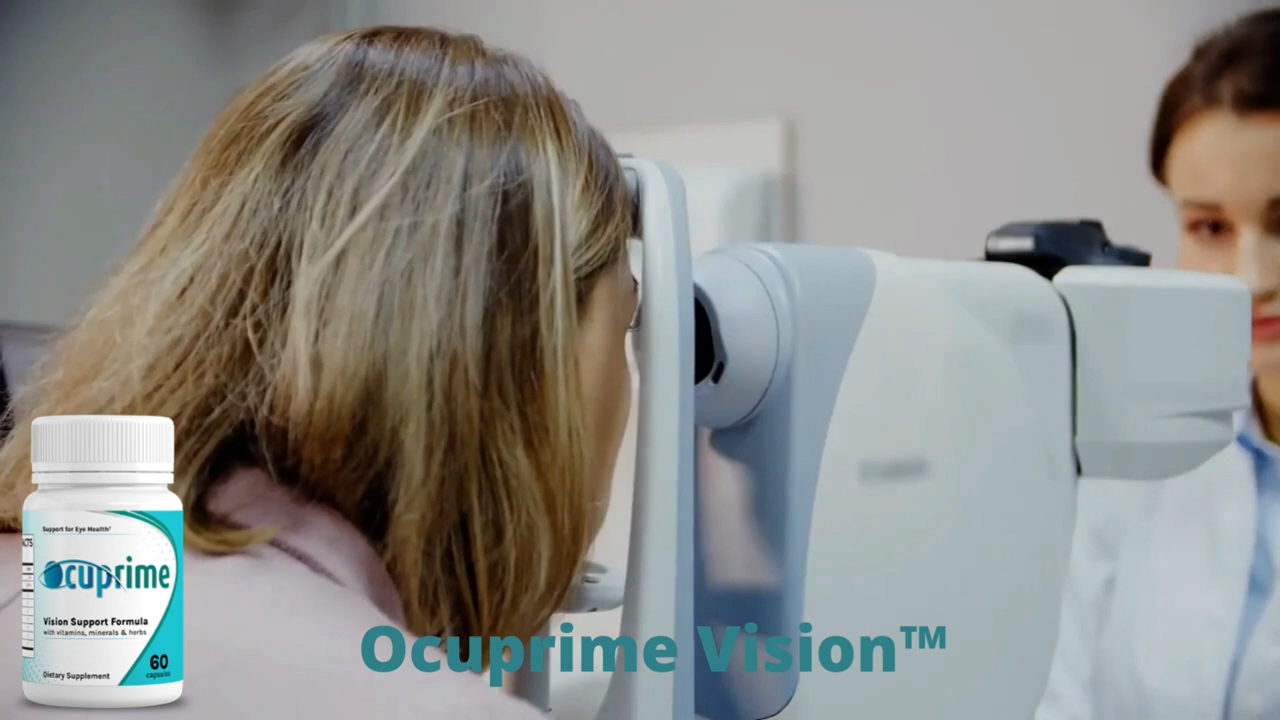 Support for Eye Health*
Ocuprime
Vision Support Formula
with vitamins, minerals & herbs
Dietary Supplement
60
capsules
Ocuprime Vision™